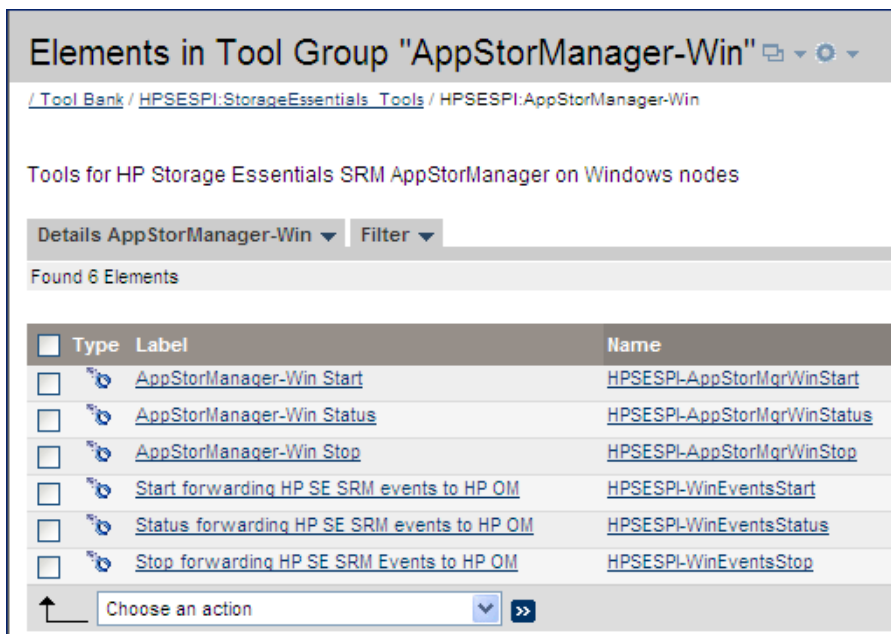 Elements in Tool Group "AppStorManager-Win"
/ Tool Bank / HPSESPI:StorageEssentials_Tools / HPSESPI:AppStorManager-Win
Tools for HP Storage Essentials SRM AppStorManager on Windows nodes
Details AppStorManager-Win Filter
Found 6 Elements
Type Label Name
AppStorManager-Win Start HPSESPI-AppStorMgrWinStart
AppStorManager-Win Status HPSESPI-AppStorMgrWinStatus
AppStorManager-Win Stop HPSESPI-AppStorMgrWinStop
Start forwarding HP SE SRM events to HP OM HPSESPI-WinEventsStart
Status forwarding HP SE SRM events to HP OM HPSESPI-WinEventsStatus
Stop forwarding HP SE SRM Events to HP OM HPSESPI-WinEventsStop
Choose an action